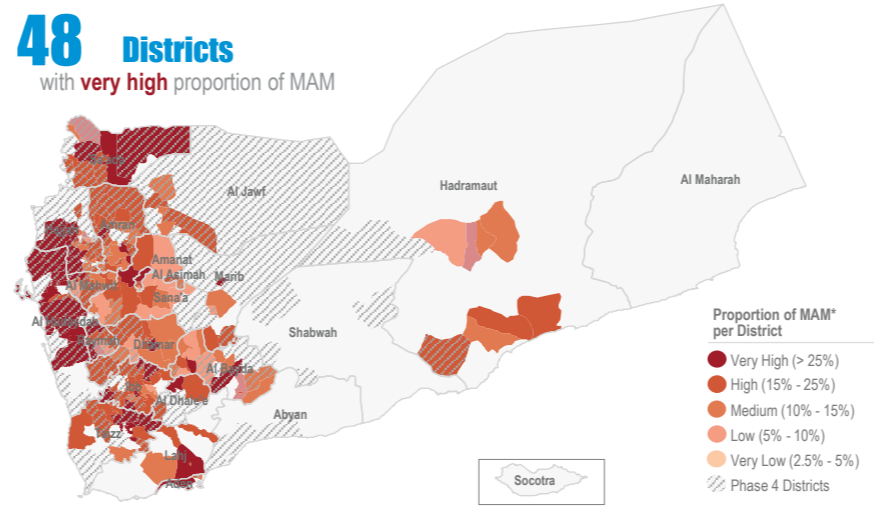 48 Districts
with very high proportion of MAM
Al Jawf
Hadramaut
Al Maharah
Amran
Amanat
Al Asimah
Marib
Al Mahwit
Sana'a
Shabwah
Dhamar
Al Bayda
Ibb
Al Dhale'e
Abyan
Taizz
Lahj
Aden
Socotra
Proportion of MAM*
per District
Very High (> 25%)
High (15% - 25%)
Medium (10% - 15%)
Low (5% - 10%)
Very Low (2.5% - 5%)
Phase 4 Districts